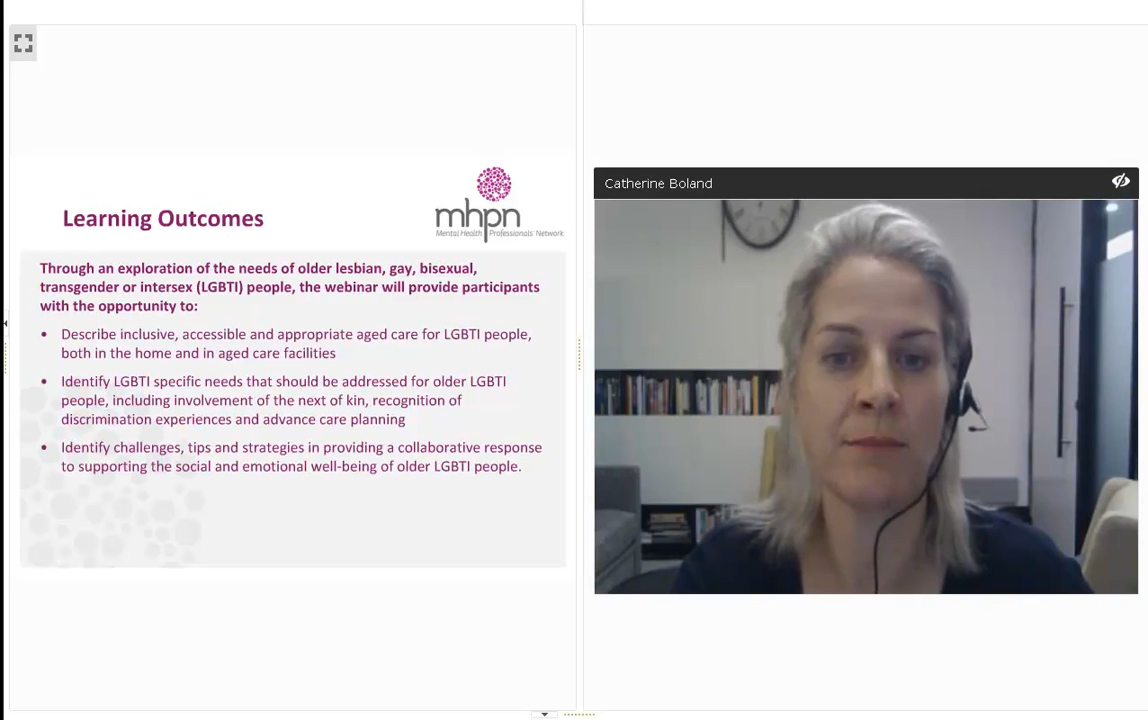 Learning Outcomes
mhpn
Mental Health Professionals' Network
Through an exploration of the needs of older lesbian, gay, bisexual,
transgender or intersex (LGBTI) people, the webinar will provide participants
with the opportunity to:
• Describe inclusive, accessible and appropriate aged care for LGBTI people,
both in the home and in aged care facilities
• Identify LGBTI specific needs that should be addressed for older LGBTI
people, including involvement of the next of kin, recognition of
discrimination experiences and advance care planning
• Identify challenges, tips and strategies in providing a collaborative response
to supporting the social and emotional well-being of older LGBTI people.
Catherine Boland